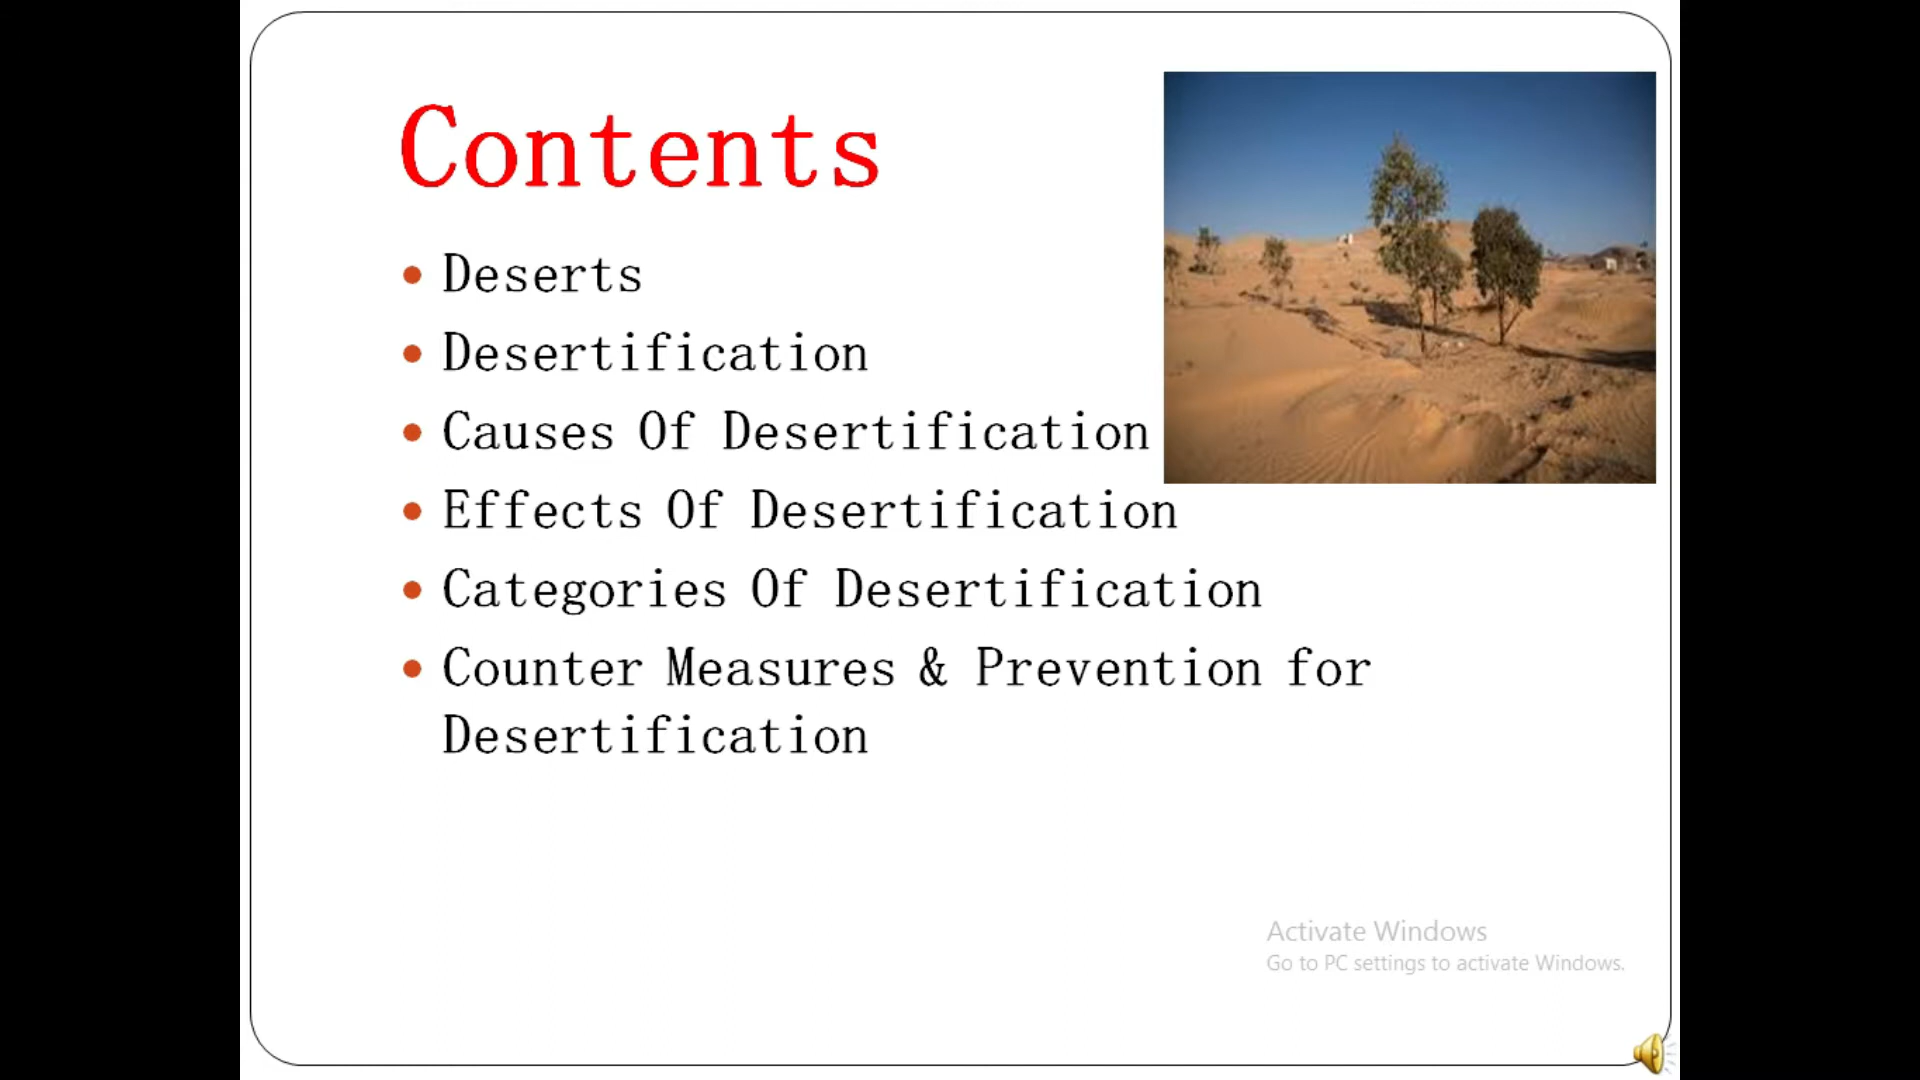 Contents
Deserts
Desertification
Causes Of Desertification
Effects Of Desertification
Categories Of Desertification
Counter Measures & Prevention for
Desertification
Activate Windows
Go to PC settings to activate Windows.